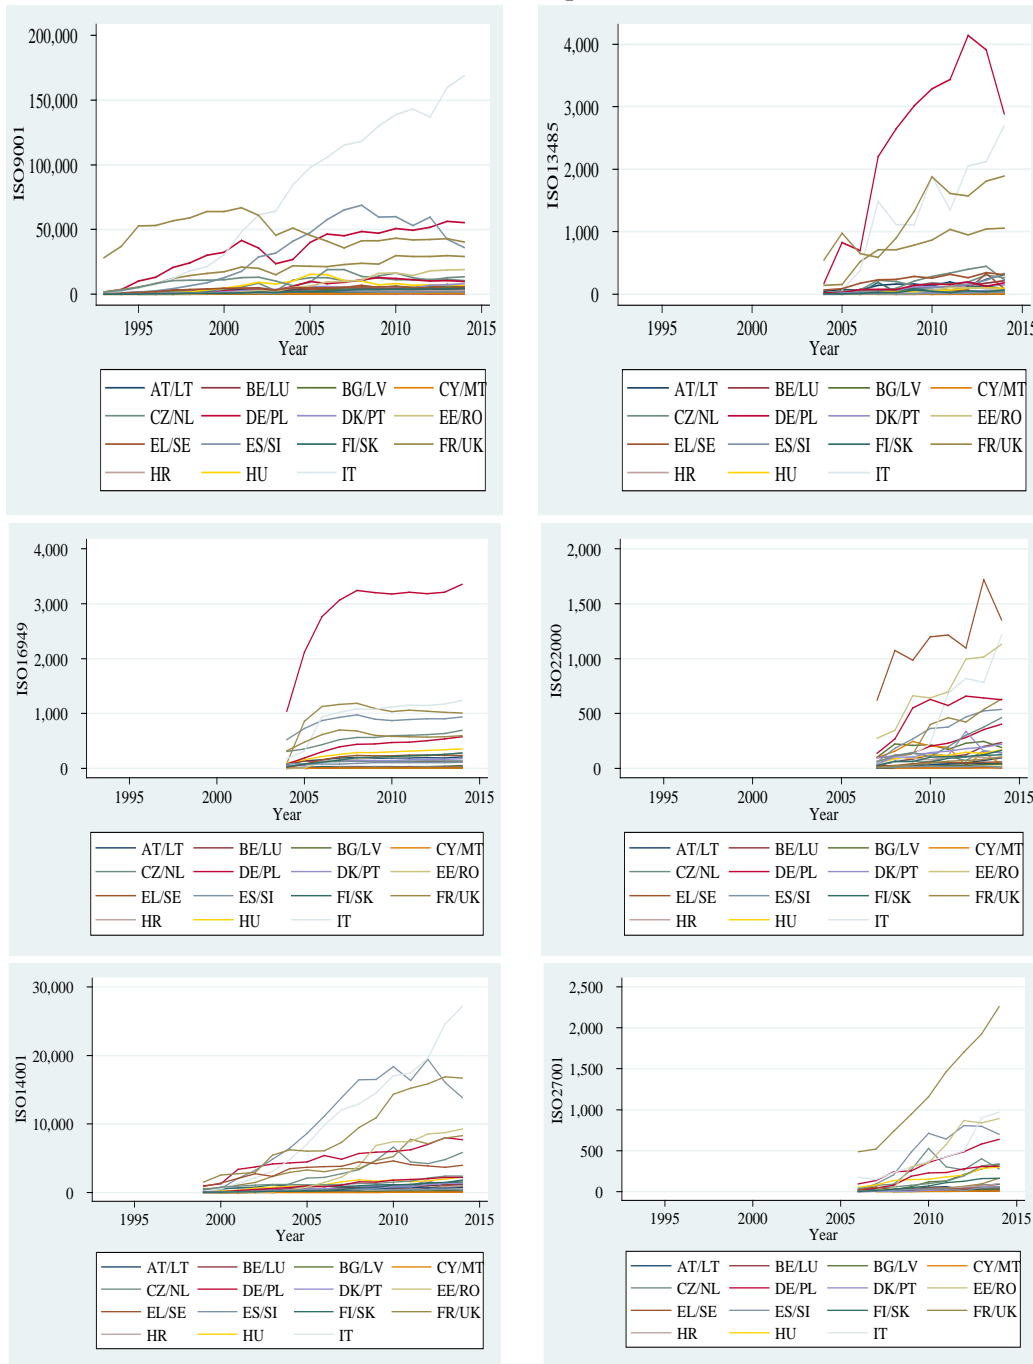 200,000
150,000
100,000
50,000
0
ISO9001
1995 2000 2005 2010 2015
Year
AT/LT BE/LU BG/LV CY/MT
CZ/NL DE/PL DK/PT EE/RO
EL/SE ES/SI FI/SK FR/UK
HR HU IT
4,000
3,000
2,000
1,000
0
ISO13485
1995 2000 2005 2010 2015
Year
AT/LT BE/LU BG/LV CY/MT
CZ/NL DE/PL DK/PT EE/RO
EL/SE ES/SI FI/SK FR/UK
HR HU IT
4,000
3,000
2,000
1,000
0
ISO16949
1995 2000 2005 2010 2015
Year
AT/LT BE/LU BG/LV CY/MT
CZ/NL DE/PL DK/PT EE/RO
EL/SE ES/SI FI/SK FR/UK
HR HU IT
2,000
1,500
1,000
500
0
ISO22000
1995 2000 2005 2010 2015
Year
AT/LT BE/LU BG/LV CY/MT
CZ/NL DE/PL DK/PT EE/RO
EL/SE ES/SI FI/SK FR/UK
HR HU IT
30,000
20,000
10,000
0
ISO14001
1995 2000 2005 2010 2015
Year
AT/LT BE/LU BG/LV CY/MT
CZ/NL DE/PL DK/PT EE/RO
EL/SE ES/SI FI/SK FR/UK
HR HU IT
2,500
2,000
1,500
1,000
500
0
ISO27001
1995 2000 2005 2010 2015
Year
AT/LT BE/LU BG/LV CY/MT
CZ/NL DE/PL DK/PT EE/RO
EL/SE ES/SI FI/SK FR/UK
HR HU IT